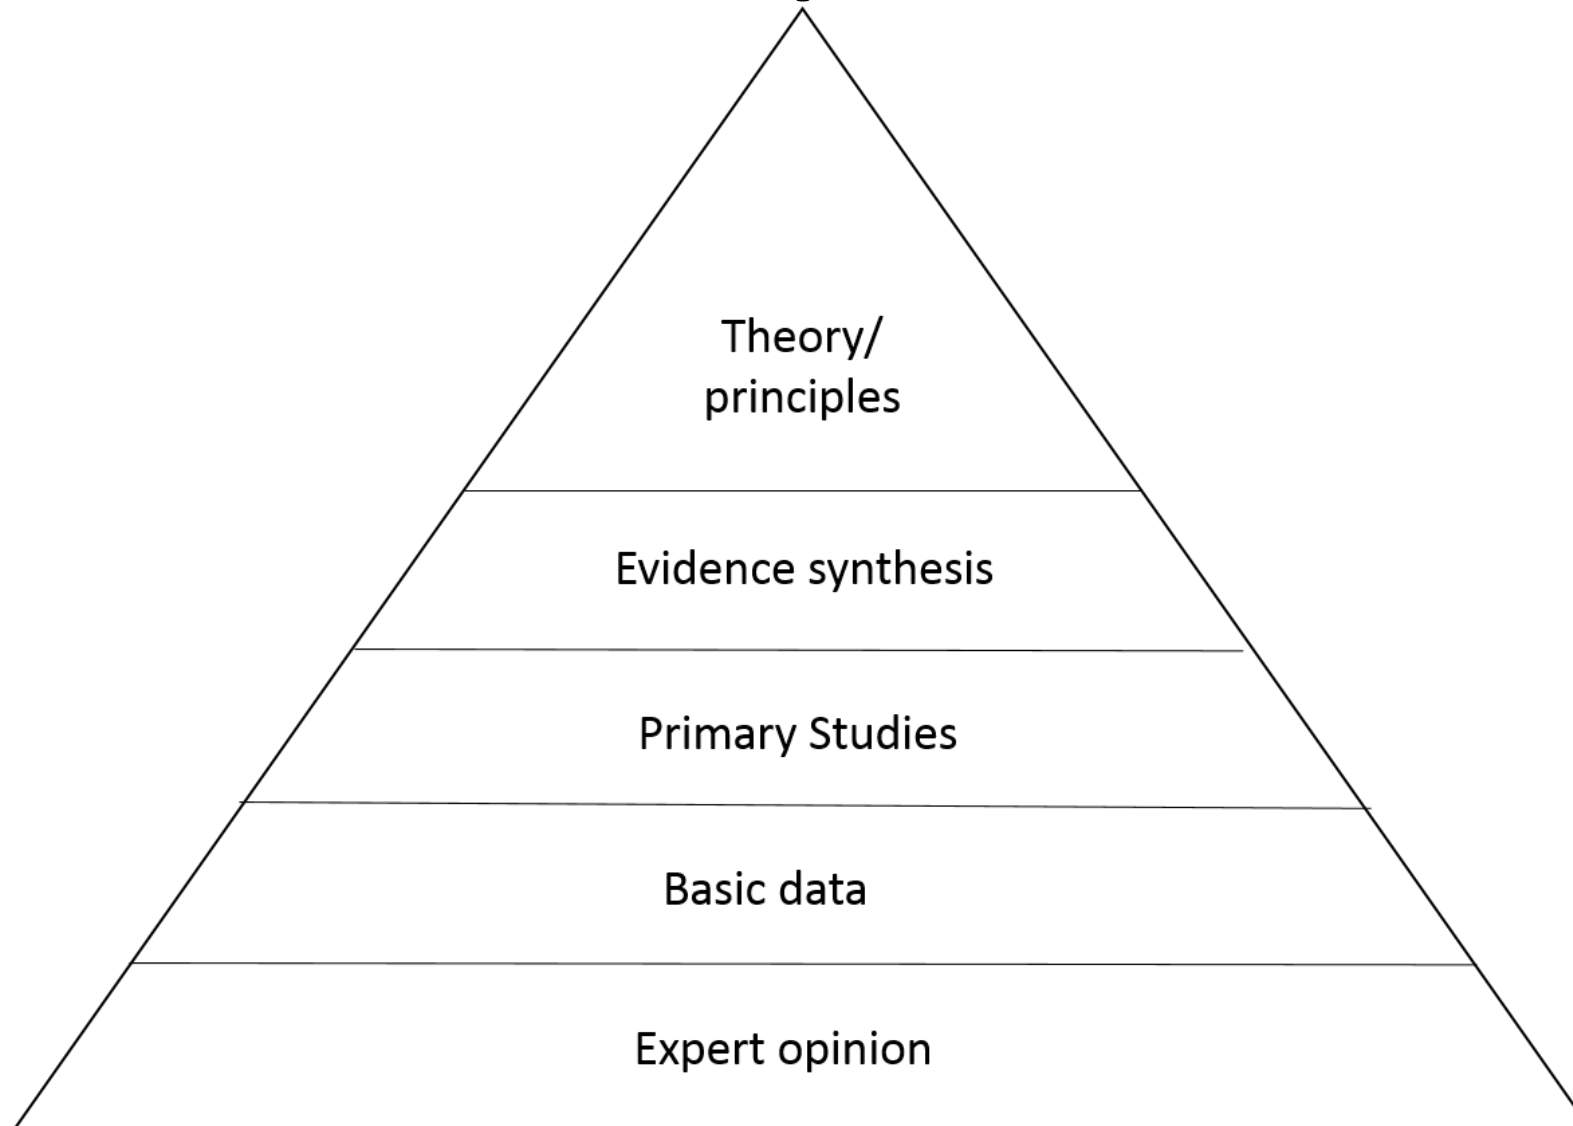 Theory/
principles
Evidence synthesis
Primary Studies
Basic data
Expert opinion